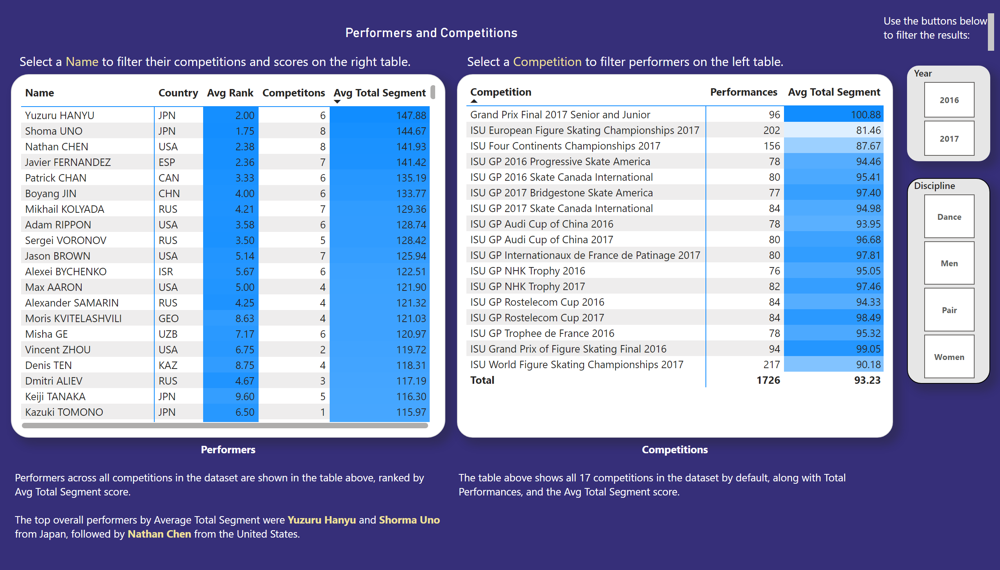 Performers and Competitions
Use the buttons below
to filter the results:
Select a Name to filter their competitions and scores on the right table.
Name Country Avg Rank Competitons Avg Total Segment
Yuzuru HANYU JPN 2.00 6 147.88
Shoma UNO JPN 1.75 8 144.67
Nathan CHEN USA 2.38 8 141.93
Javier FERNANDEZ ESP 2.36 7 141.42
Patrick CHAN CAN 3.33 6 135.19
Boyang JIN CHN 4.00 6 133.77
Mikhail KOLYADA RUS 4.21 7 129.36
Adam RIPPON USA 3.58 6 128.74
Sergei VORONOV RUS 3.50 5 128.42
Jason BROWN USA 5.14 7 125.94
Alexei BYCHENKO ISR 5.67 6 122.51
Max AARON USA 5.00 4 121.90
Alexander SAMARIN RUS 4.25 4 121.32
Moris KVITELASHVILI GEO 8.63 4 121.03
Misha GE UZB 7.17 6 120.97
Vincent ZHOU USA 6.75 2 119.72
Denis TEN KAZ 8.75 4 118.31
Dmitri ALIEV RUS 4.67 3 117.19
Keiji TANAKA JPN 9.60 5 116.30
Kazuki TOMONO JPN 6.50 1 115.97
Performers
Performers across all competitions in the dataset are shown in the table above, ranked by
Avg Total Segment score.
The top overall performers by Average Total Segment were Yuzuru Hanyu and Shorma Uno
from Japan, followed by Nathan Chen from the United States.
Select a Competition to filter performers on the left table.
Competition Performances Avg Total Segment
Grand Prix Final 2017 Senior and Junior 96 100.88
ISU European Figure Skating Championships 2017 202 81.46
ISU Four Continents Championships 2017 156 87.67
ISU GP 2016 Progressive Skate America 78 94.46
ISU GP 2016 Skate Canada International 80 95.41
ISU GP 2017 Bridgestone Skate America 77 97.40
ISU GP 2017 Skate Canada International 84 94.98
ISU GP Audi Cup of China 2016 78 93.95
ISU GP Audi Cup of China 2017 80 96.68
ISU GP Internationaux de France de Patinage 2017 80 97.81
ISU GP NHK Trophy 2016 76 95.05
ISU GP NHK Trophy 2017 82 97.46
ISU GP Rostelecom Cup 2016 84 94.33
ISU GP Rostelecom Cup 2017 84 98.49
ISU GP Trophee de France 2016 78 95.32
ISU Grand Prix of Figure Skating Final 2016 94 99.05
ISU World Figure Skating Championships 2017 217 90.18
Total 1726 93.23
Competitions
The table above shows all 17 competitions in the dataset by default, along with Total
Performances, and the Avg Total Segment score.
Year
2016
2017
Discipline
Dance
Men
Pair
Women